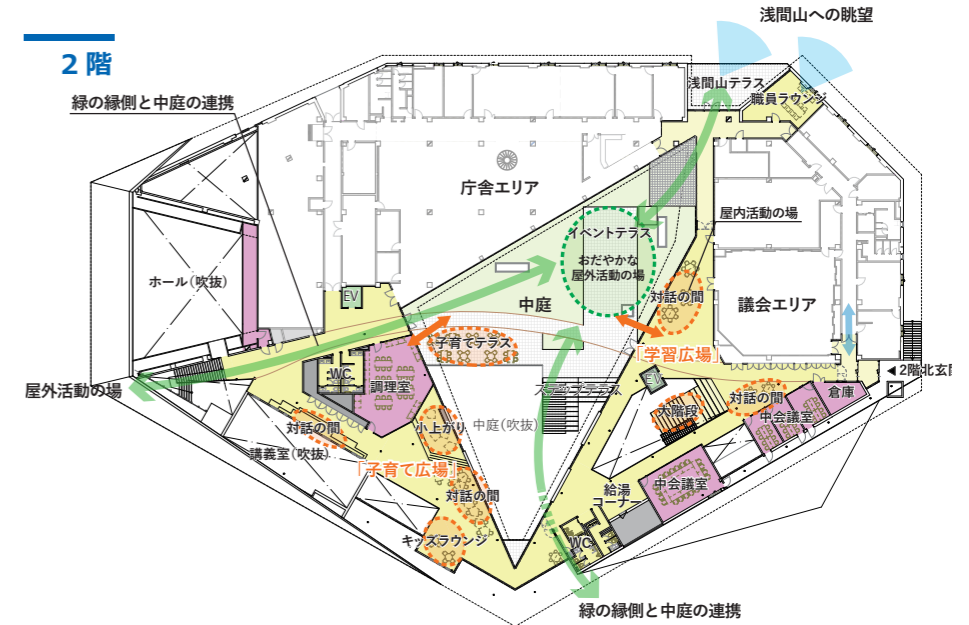 浅間山への眺望
2階
緑の縁側と中庭の連携
浅間山テラス
職員ラウンジ
庁舎エリア
屋内活動の場
イベントテラス
おだやかな
屋外活動の場
ホール(吹抜)
EV
中庭
対話の間
議会エリア
子育てテラス
「学習広場」
WC
調理室
EV
2階北玄関
屋外活動の場
ステップテラス
倉庫
対話の間
大階段
中会議室
対話の間
小上がり
中庭(吹抜)
講義室(吹抜)
「子育て広場」
中会議室
給湯
コーナー
対話の間
キッズラウンジ
WC
緑の縁側と中庭の連携